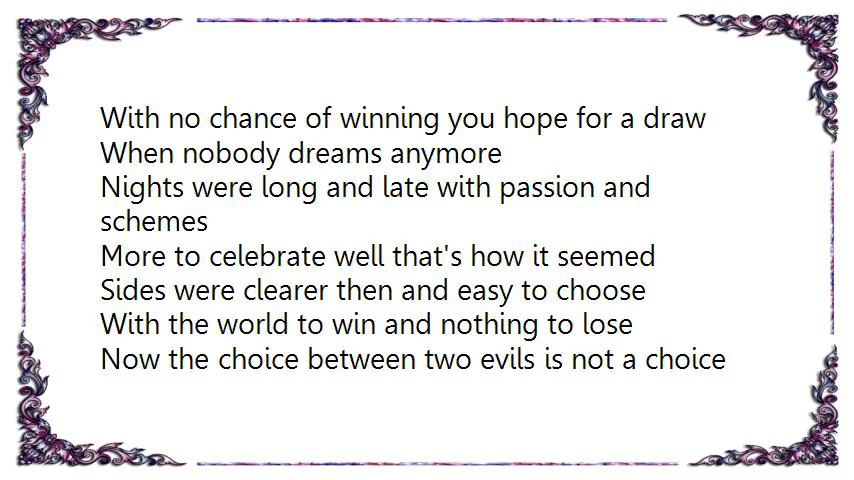 With no chance of winning you hope for a draw
When nobody dreams anymore
Nights were long and late with passion and
schemes
More to celebrate well that's how it seemed
Sides were clearer then and easy to choose
With the world to win and nothing to lose
Now the choice between two evils is not a choice